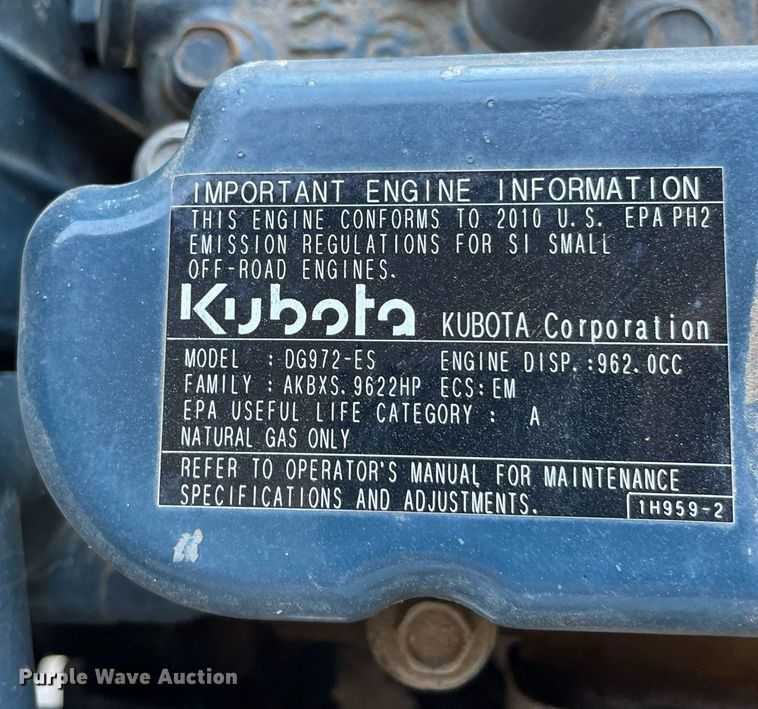 IMPORTANT ENGINE INFORMATION
THIS ENGINE CONFORMS TO 2010 U.S. EPA PH2
EMISSION REGULATIONS FOR SI SMALL
OFF-ROAD ENGINES.
Kubota KUBOTA Corporation
MODEL : DG972-ES ENGINE DISP.:962.0CC
FAMILY : AKBXS.9622HP ECS:EM
EPA USEFUL LIFE CATEGORY : A
NATURAL GAS ONLY
REFER TO OPERATOR'S MANUAL FOR MAINTENANCE
SPECIFICATIONS AND ADJUSTMENTS.
1H959-2
Purple Wave Auction